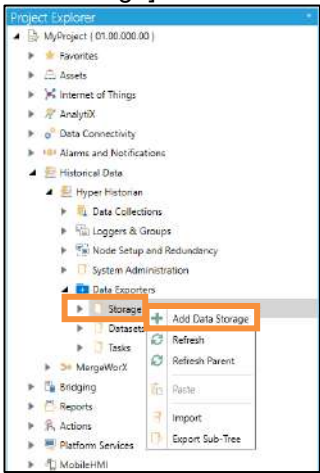 Project Explorer
MyProject ( 01.00.000.00 )
Favorites
Assets
Internet of Things
AnalytiX
Data Connectivity
Alarms and Notifications
Historical Data
Hyper Historian
Data Collections
Loggers & Groups
Node Setup and Redundancy
System Administration
Data Exporters
Storage
Add Data Storage
Datasets
Refresh
Tasks
Refresh Parent
MergeWorX
Bridging
Paste
Reports
Actions
Import
Platform Services
Export Sub-Tree
MobileHMI